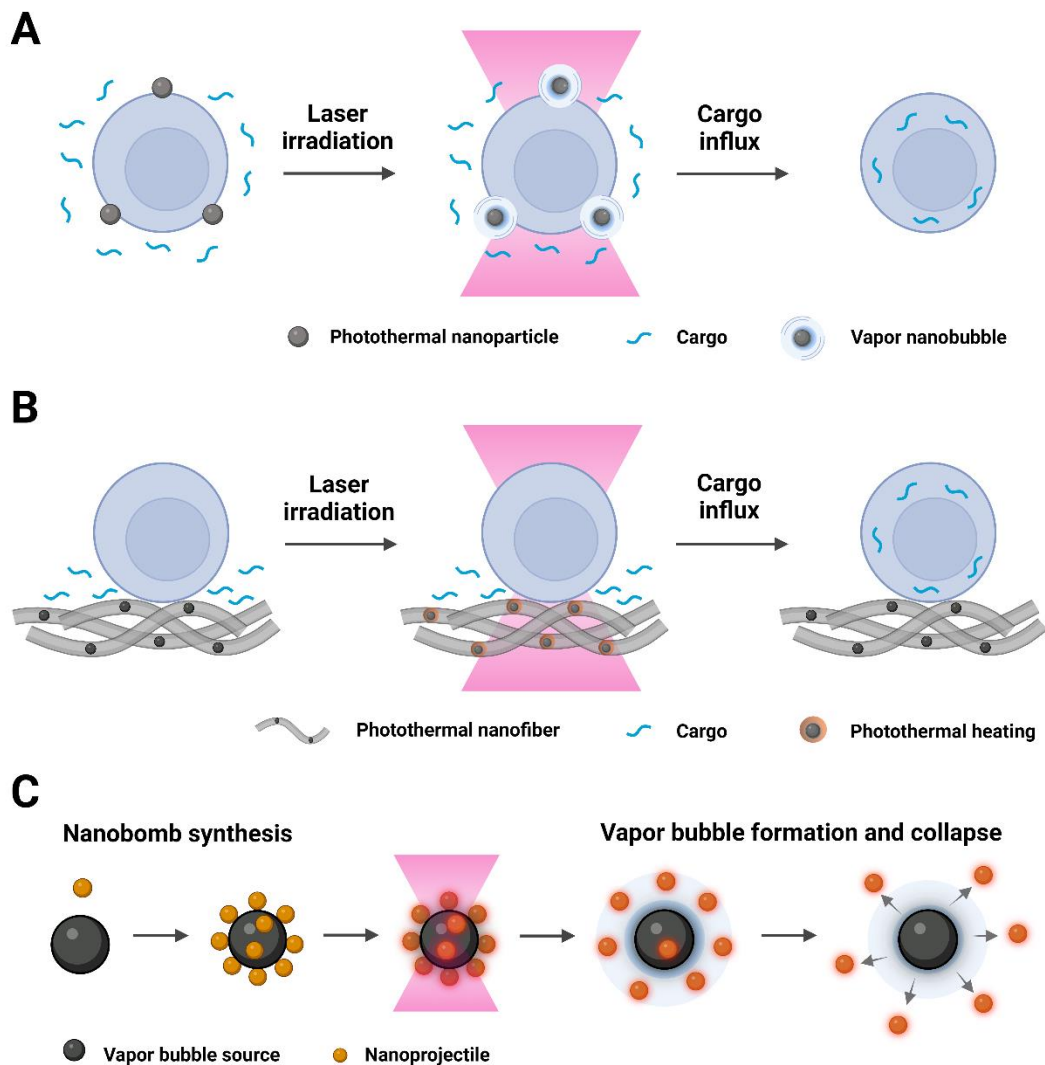 A
Laser
irradiation
Cargo
influx
Photothermal nanoparticle
Cargo
Vapor nanobubble
B
Laser
irradiation
Cargo
influx
Photothermal nanofiber
Cargo
Photothermal heating
C
Nanobomb synthesis
Vapor bubble formation and collapse
Vapor bubble source
Nanoprojectile